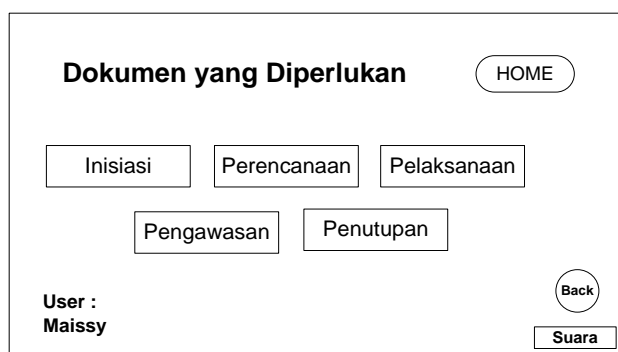 Dokumen yang Diperlukan
HOME
Inisiasi
Perencanaan
Pelaksanaan
Pengawasan
Penutupan
User :
Maissy
Back
Suara